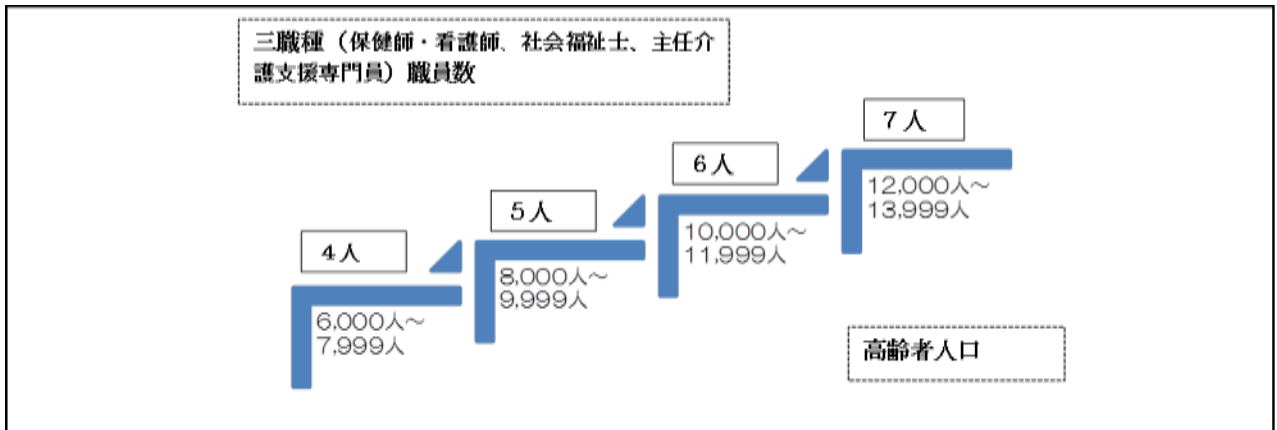 三職種（保健師・看護師、社会福祉士、主任介
護支援専門員）職員数
7人
6人
12,000人～
13,999人
5人
10,000人～
11,999人
4人
8,000人～
9,999人
6,000人～
7,999人
高齢者人口